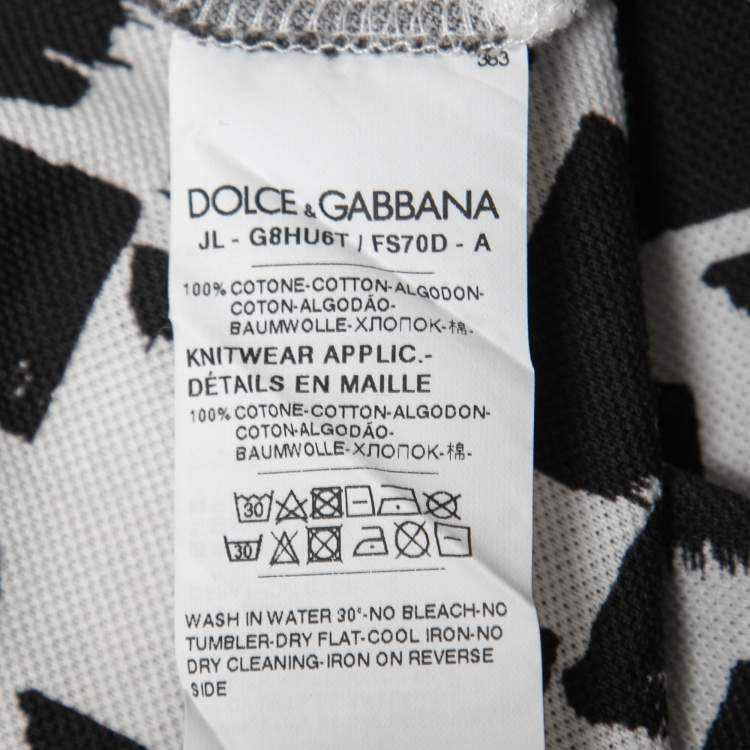 383
DOLCE & GABBANA
JL - G8HU6T / FS70D - A
100% COTONE-COTTON-ALGODON-
COTON-ALGODÃO-
BAUMWOLLE-ХЛОПОК-棉-
KNITWEAR APPLIC.-
DÉTAILS EN MAILLE
100% COTONE-COTTON-ALGODON-
COTON-ALGODÃO-
BAUMWOLLE-ХЛОПОК-棉-
30
30
WASH IN WATER 30°-NO BLEACH-NO
TUMBLER-DRY FLAT-COOL IRON-NO
DRY CLEANING-IRON ON REVERSE
SIDE